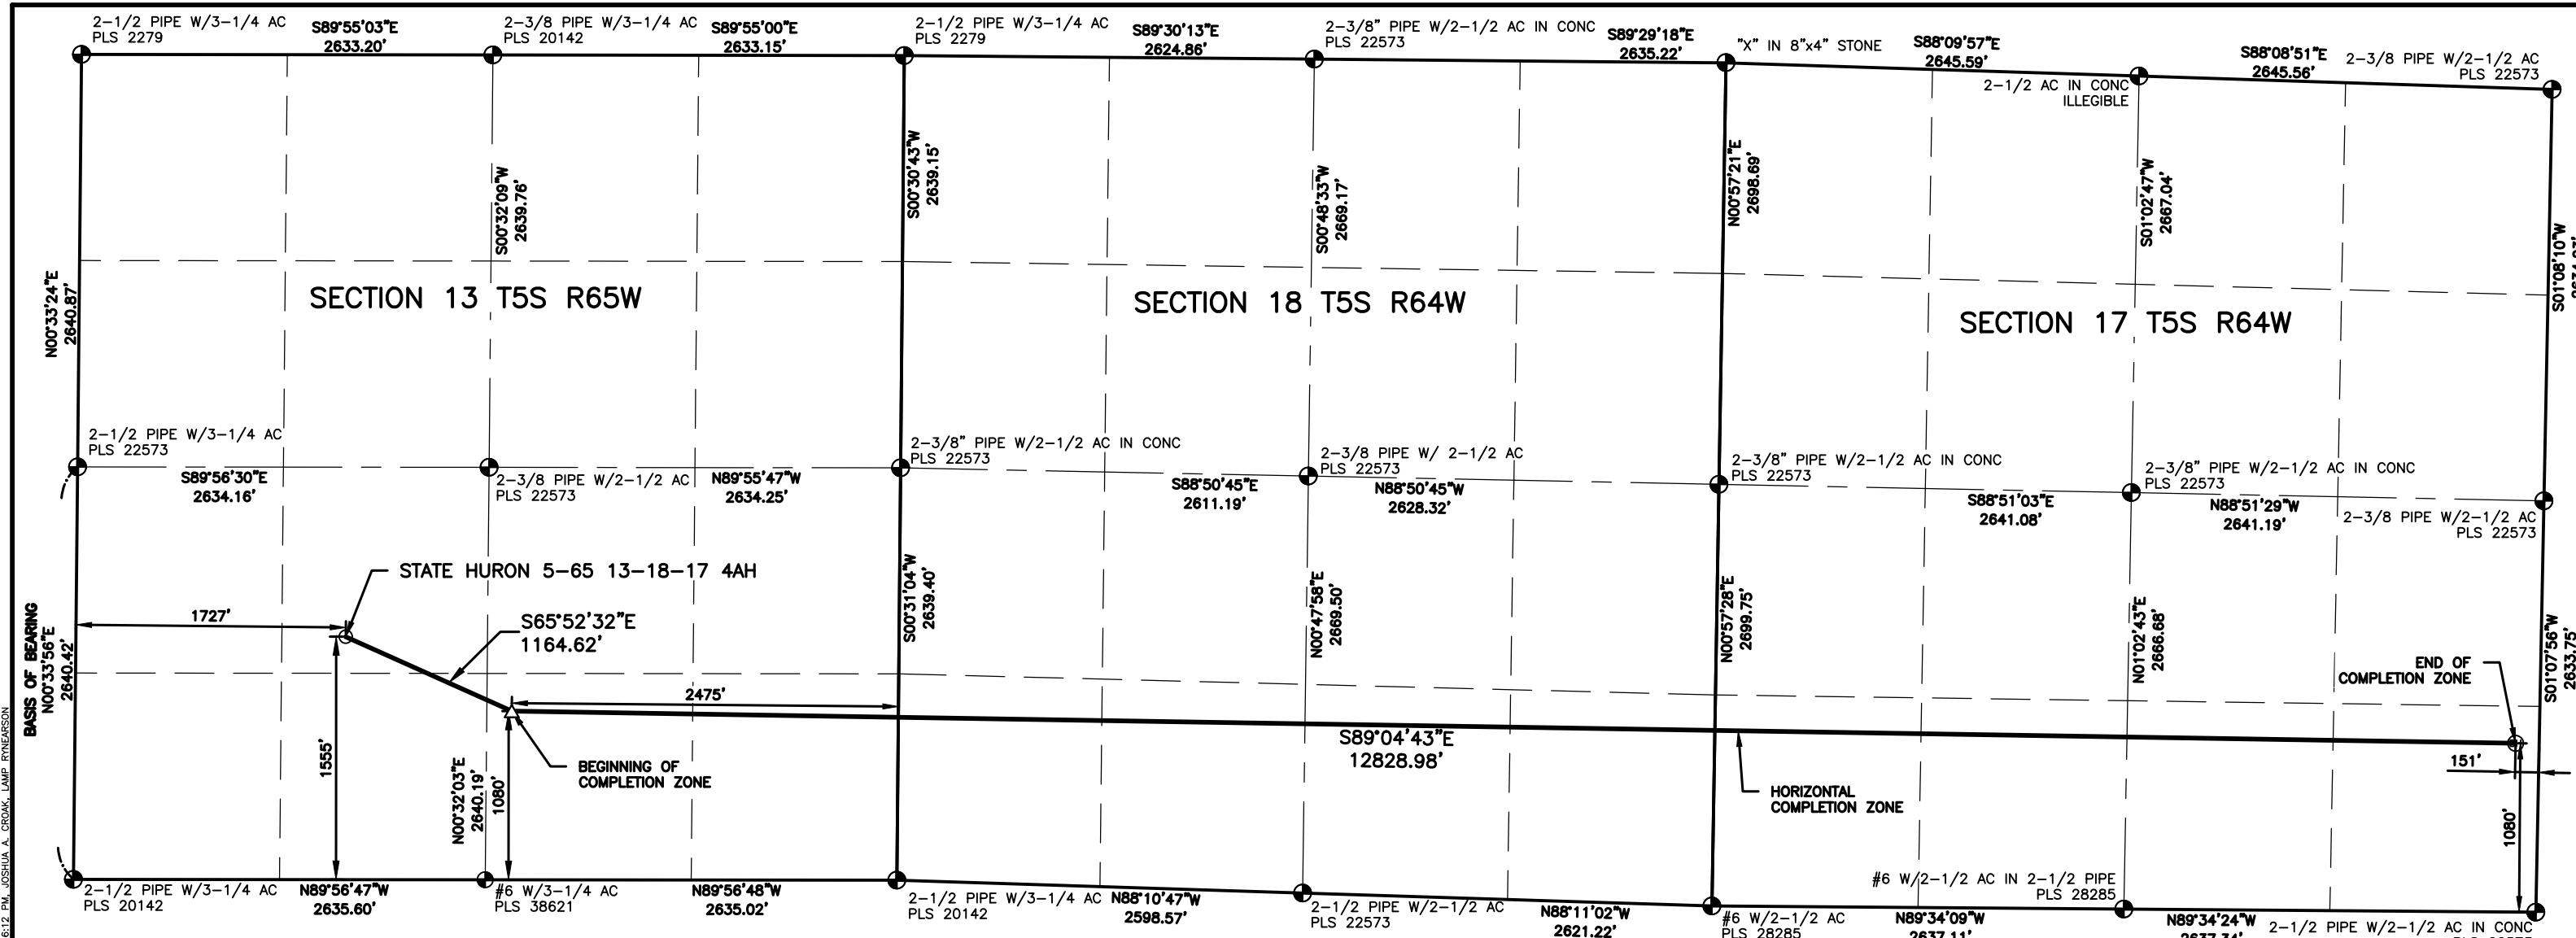 2-1/2 PIPE W/3-1/4 AC
PLS 2279
S89°55'03"E
2633.20'
2-3/8 PIPE W/3-1/4 AC
PLS 20142
S89°55'00"E
2633.15'
2-1/2 PIPE W/3-1/4 AC
PLS 2279
S89°30'13"E
2624.86'
2-3/8" PIPE W/2-1/2 AC IN CONC
PLS 22573
S89°29'18"E
2635.22'
"X" IN 8"x4" STONE
S88°09'57"E
2645.59'
2-1/2 AC IN CONC
ILLEGIBLE
S88°08'51"E
2645.56'
2-3/8 PIPE W/2-1/2 AC
PLS 22573
N00°33'24"E
2640.87'
S00°32'09"W
2639.76'
S00°30'43"W
2639.15'
S00°48'33"W
2669.17'
N00°57'21"E
2698.69'
S01°02'47"W
2667.04'
S01°08'10"W
SECTION 13 T5S R65W
SECTION 18 T5S R64W
SECTION 17 T5S R64W
2-1/2 PIPE W/3-1/4 AC
PLS 22573
S89°56'30"E
2634.16'
2-3/8 PIPE W/2-1/2 AC
PLS 22573
N89°55'47"W
2634.25'
2-3/8" PIPE W/2-1/2 AC IN CONC
PLS 22573
S88°50'45"E
2611.19'
2-3/8 PIPE W/ 2-1/2 AC
PLS 22573
N88°50'45"W
2628.32'
2-3/8" PIPE W/2-1/2 AC IN CONC
PLS 22573
S88°51'03"E
2641.08'
2-3/8" PIPE W/2-1/2 AC IN CONC
PLS 22573
N88°51'29"W
2641.19'
2-3/8 PIPE W/2-1/2 AC
PLS 22573
STATE HURON 5-65 13-18-17 4AH
1727'
S65°52'32"E
1164.62'
BASIS OF BEARING
N00°33'56"E
2640.42'
1555'
N00°32'03"E
2640.19'
1080'
BEGINNING OF
COMPLETION ZONE
2475'
S00°31'04"W
2639.40'
N00°47'58"E
2669.50'
S89°04'43"E
12828.98'
N00°57'28"E
2699.75'
HORIZONTAL
COMPLETION ZONE
N01°02'43"E
2666.68'
END OF
COMPLETION ZONE
S01°07'56"W
2633.75'
151'
1080'
2-1/2 PIPE W/3-1/4 AC
PLS 20142
N89°56'47"W
2635.60'
#6 W/3-1/4 AC
PLS 38621
N89°56'48"W
2635.02'
2-1/2 PIPE W/3-1/4 AC
PLS 20142
N88°10'47"W
2598.57'
2-1/2 PIPE W/2-1/2 AC
PLS 22573
N88°11'02"W
2621.22'
#6 W/2-1/2 AC
PLS 28285
#6 W/2-1/2 AC IN 2-1/2 PIPE
PLS 28285
N89°34'09"W
2637.11'
N89°34'24"W
2637.34'
2-1/2 PIPE W/2-1/2 AC IN CONC
6:12 PM, JOSHUA A. CROAK, LAMP RYNEARSON